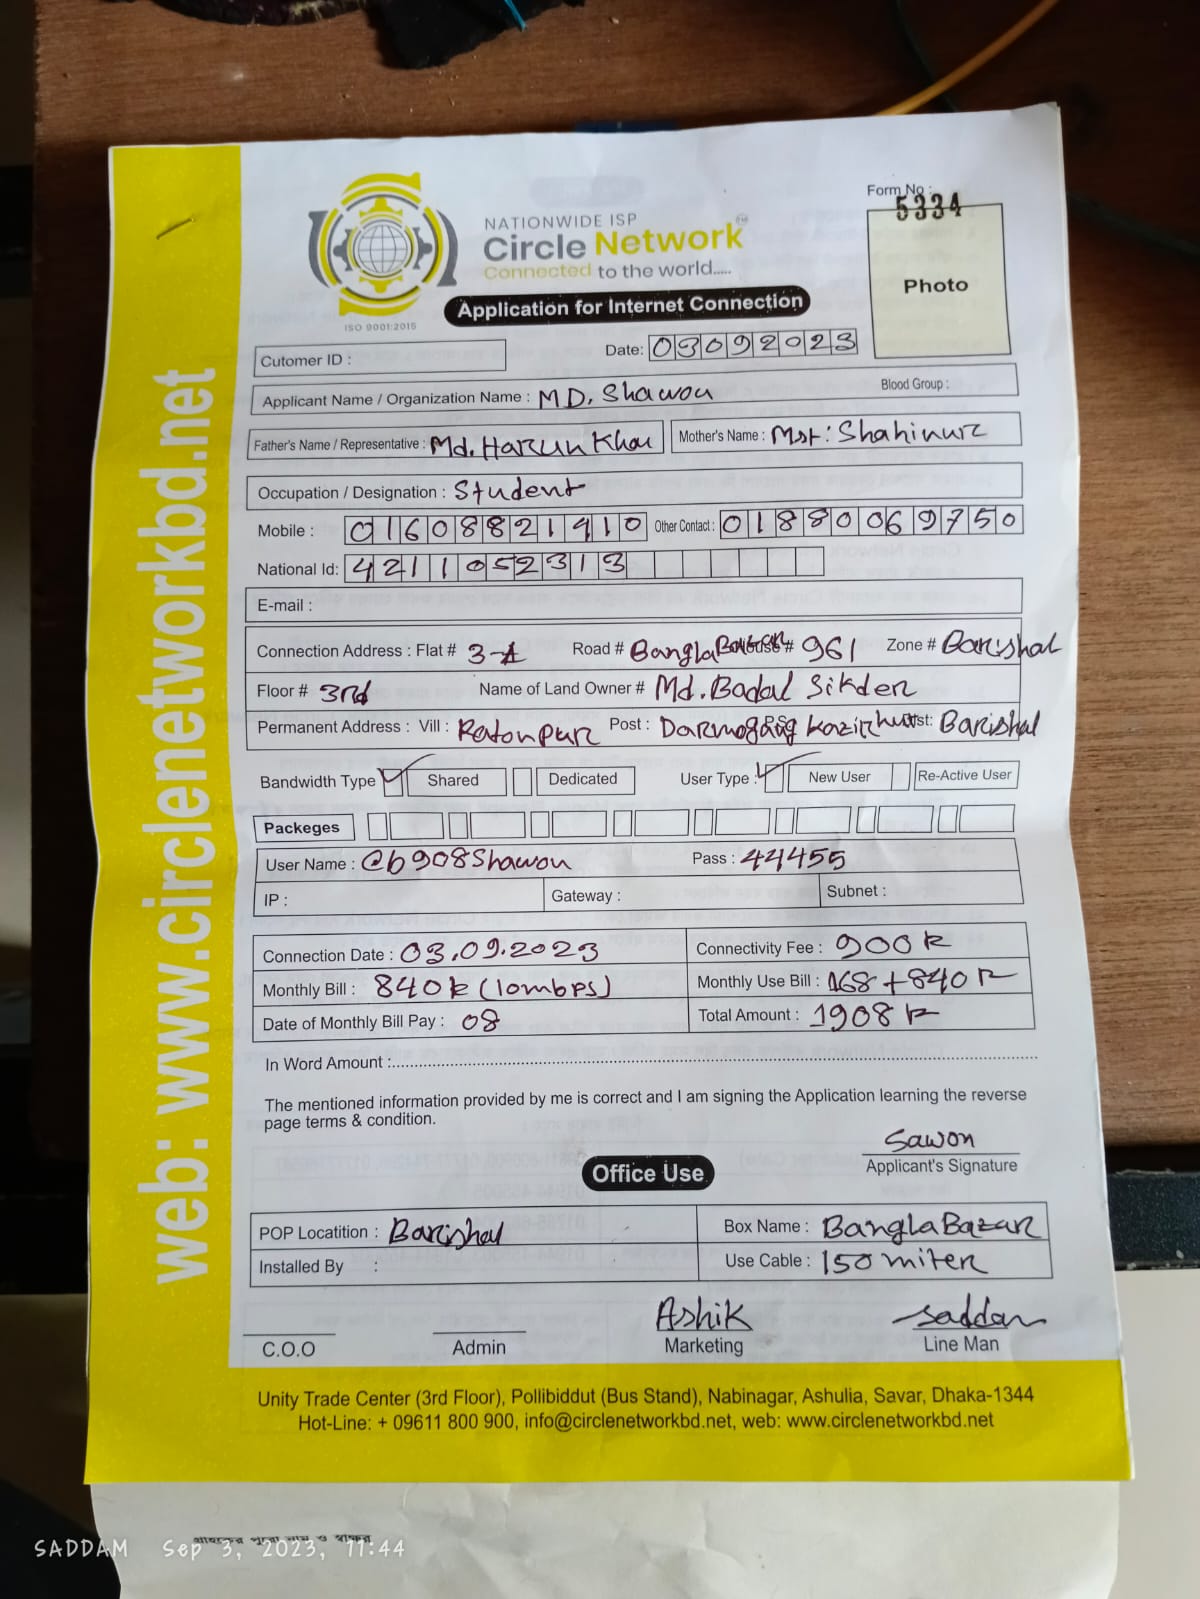 Form No :
5334
NATIONWIDE ISP
Circle Network
Connected to the world.....
ISO 9001:2015
Application for Internet Connection
Photo
Cutomer ID :
Date: 03092023
Applicant Name / Organization Name : MD. Shawon Blood Group :
Father's Name / Representative : Md. Harun Khan Mother's Name : Mst: Shahinur
Occupation / Designation : Student
Mobile : 01608821910 Other Contact : 01880069750
National Id: 4211052313
E-mail :
Connection Address : Flat # 3-A Road # Bangla Bazar House # 961 Zone # Barishal
Floor # 3rd Name of Land Owner # Md. Badal Sikder
Permanent Address : Vill : Ratonpur Post : Kazirhut Dist: Barishal
Bandwidth Type Shared Dedicated User Type : New User Re-Active User
Packeges
User Name : @b908Shawon Pass : 44455
IP : Gateway : Subnet :
Connection Date : 03.09.2023 Connectivity Fee : 900 k
Monthly Bill : 840 k (10mbps) Monthly Use Bill : 168 + 840 k
Date of Monthly Bill Pay : 08 Total Amount : 1908 k
In Word Amount :
The mentioned information provided by me is correct and I am signing the Application learning the reverse
page terms & condition.
Sawon
Applicant's Signature
Office Use
POP Locatition : Barishal Box Name : Bangla Bazar
Installed By : Use Cable : 150 miter
Ashik Saddam
C.O.O Admin Marketing Line Man
Unity Trade Center (3rd Floor), Pollibiddut (Bus Stand), Nabinagar, Ashulia, Savar, Dhaka-1344
Hot-Line: + 09611 800 900, info@circlenetworkbd.net, web: www.circlenetworkbd.net
web: www.circlenetworkbd.net
SADDAM Sep 3, 2023, 11:44